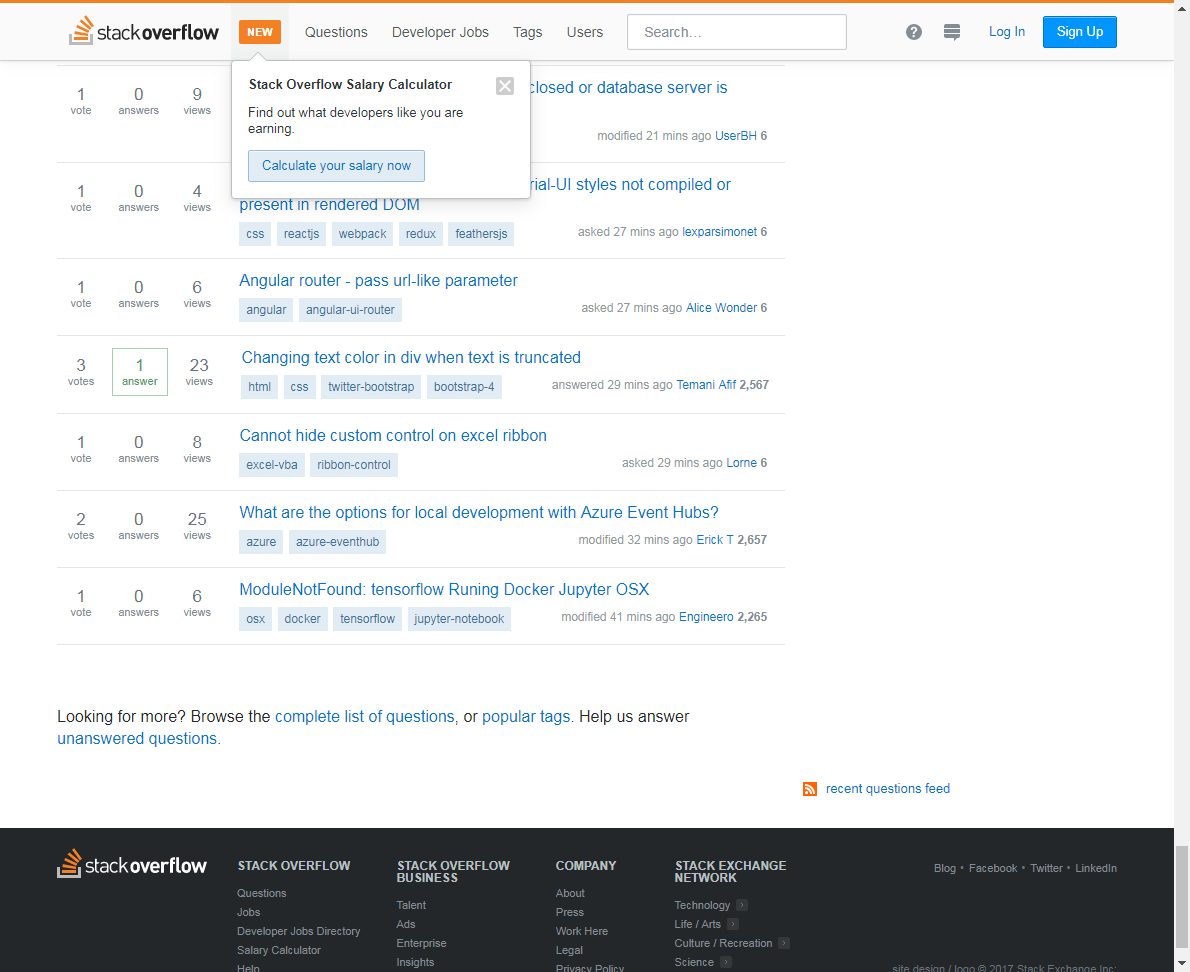 stack overflow
NEW
Questions
Developer Jobs
Tags
Users
Search...
?
Log In
Sign Up
Stack Overflow Salary Calculator
Find out what developers like you are
earning.
Calculate your salary now
1 0 9
vote answers views
closed or database server is
modified 21 mins ago UserBH 6
1 0 4
vote answers views
rial-UI styles not compiled or
present in rendered DOM
css reactjs webpack redux feathersjs
asked 27 mins ago lexparsimonet 6
1 0 6
vote answers views
Angular router - pass url-like parameter
angular angular-ui-router
asked 27 mins ago Alice Wonder 6
3 1 23
votes answer views
Changing text color in div when text is truncated
html css twitter-bootstrap bootstrap-4
answered 29 mins ago Temani Afif 2,567
1 0 8
vote answers views
Cannot hide custom control on excel ribbon
excel-vba ribbon-control
asked 29 mins ago Lorne 6
2 0 25
votes answers views
What are the options for local development with Azure Event Hubs?
azure azure-eventhub
modified 32 mins ago Erick T 2,657
1 0 6
vote answers views
ModuleNotFound: tensorflow Runing Docker Jupyter OSX
osx docker tensorflow jupyter-notebook
modified 41 mins ago Engineero 2,265
Looking for more? Browse the complete list of questions, or popular tags. Help us answer
unanswered questions.
recent questions feed
stack overflow
STACK OVERFLOW
Questions
Jobs
Developer Jobs Directory
Salary Calculator
Help
STACK OVERFLOW
BUSINESS
Talent
Ads
Enterprise
Insights
COMPANY
About
Press
Work Here
Legal
Privacy Policy
STACK EXCHANGE
NETWORK
Technology
Life / Arts
Culture / Recreation
Science
Blog • Facebook • Twitter • LinkedIn
site design / logo © 2017 Stack Exchange Inc;